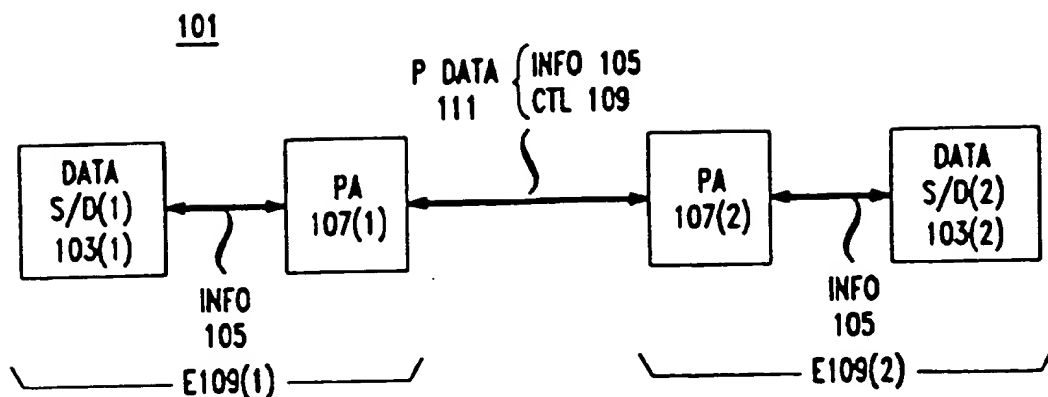 101
P DATA
111
INFO 105
CTL 109
DATA
S/D(1)
103(1)
PA
107(1)
PA
107(2)
DATA
S/D(2)
103(2)
INFO
105
INFO
105
E109(1)
E109(2)